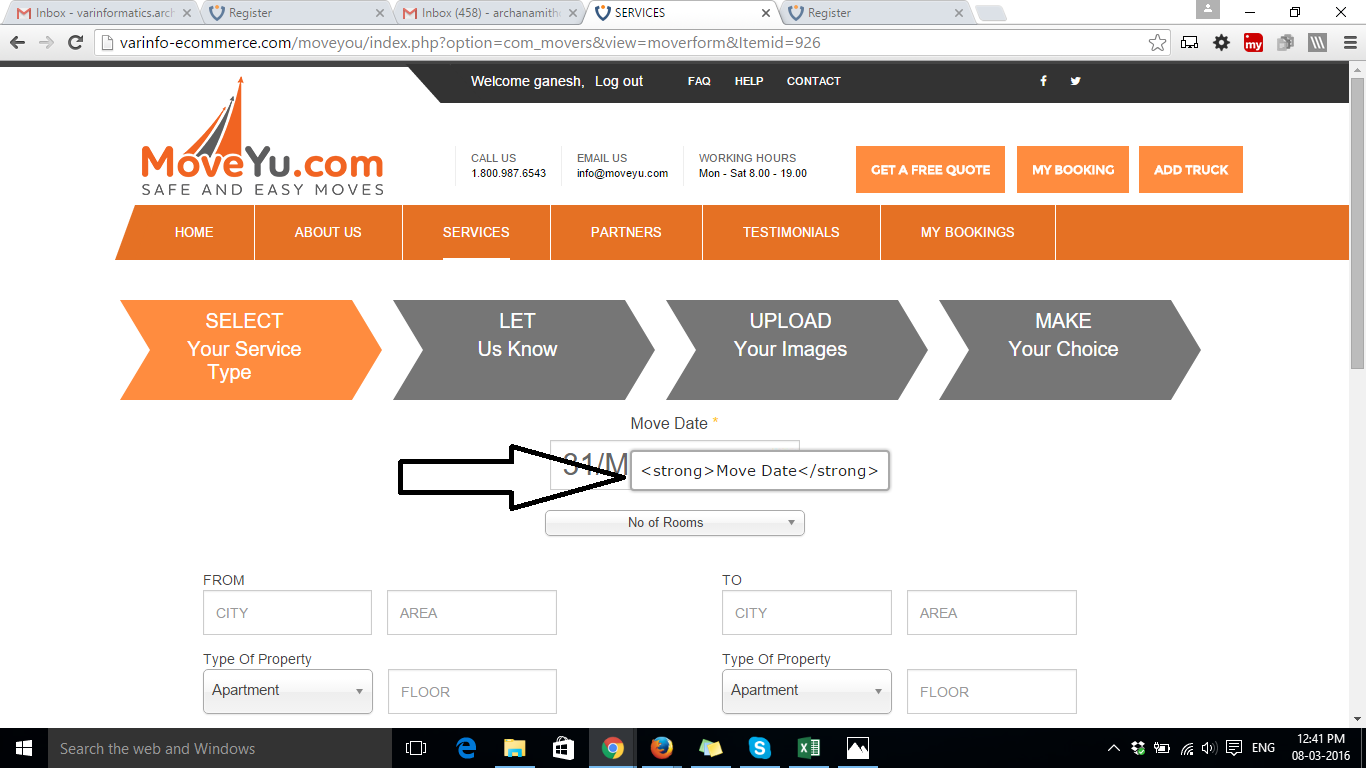 Inbox - varinformatics.arch
Register
Inbox (458) - archanamithe
SERVICES
Register
varinfo-ecommerce.com/moveyou/index.php?option=com_movers&view=moverform&Itemid=926
my
Welcome ganesh, Log out
FAQ
HELP
CONTACT
MoveYu.com
SAFE AND EASY MOVES
CALL US
1.800.987.6543
EMAIL US
info@moveyu.com
WORKING HOURS
Mon - Sat 8.00 - 19.00
GET A FREE QUOTE
MY BOOKING
ADD TRUCK
HOME
ABOUT US
SERVICES
PARTNERS
TESTIMONIALS
MY BOOKINGS
SELECT
Your Service
Type
LET
Us Know
UPLOAD
Your Images
MAKE
Your Choice
Move Date *
31/M
<strong>Move Date</strong>
No of Rooms
FROM
TO
CITY
AREA
CITY
AREA
Type Of Property
Type Of Property
Apartment
FLOOR
Apartment
FLOOR
Search the web and Windows
ENG
12:41 PM
08-03-2016